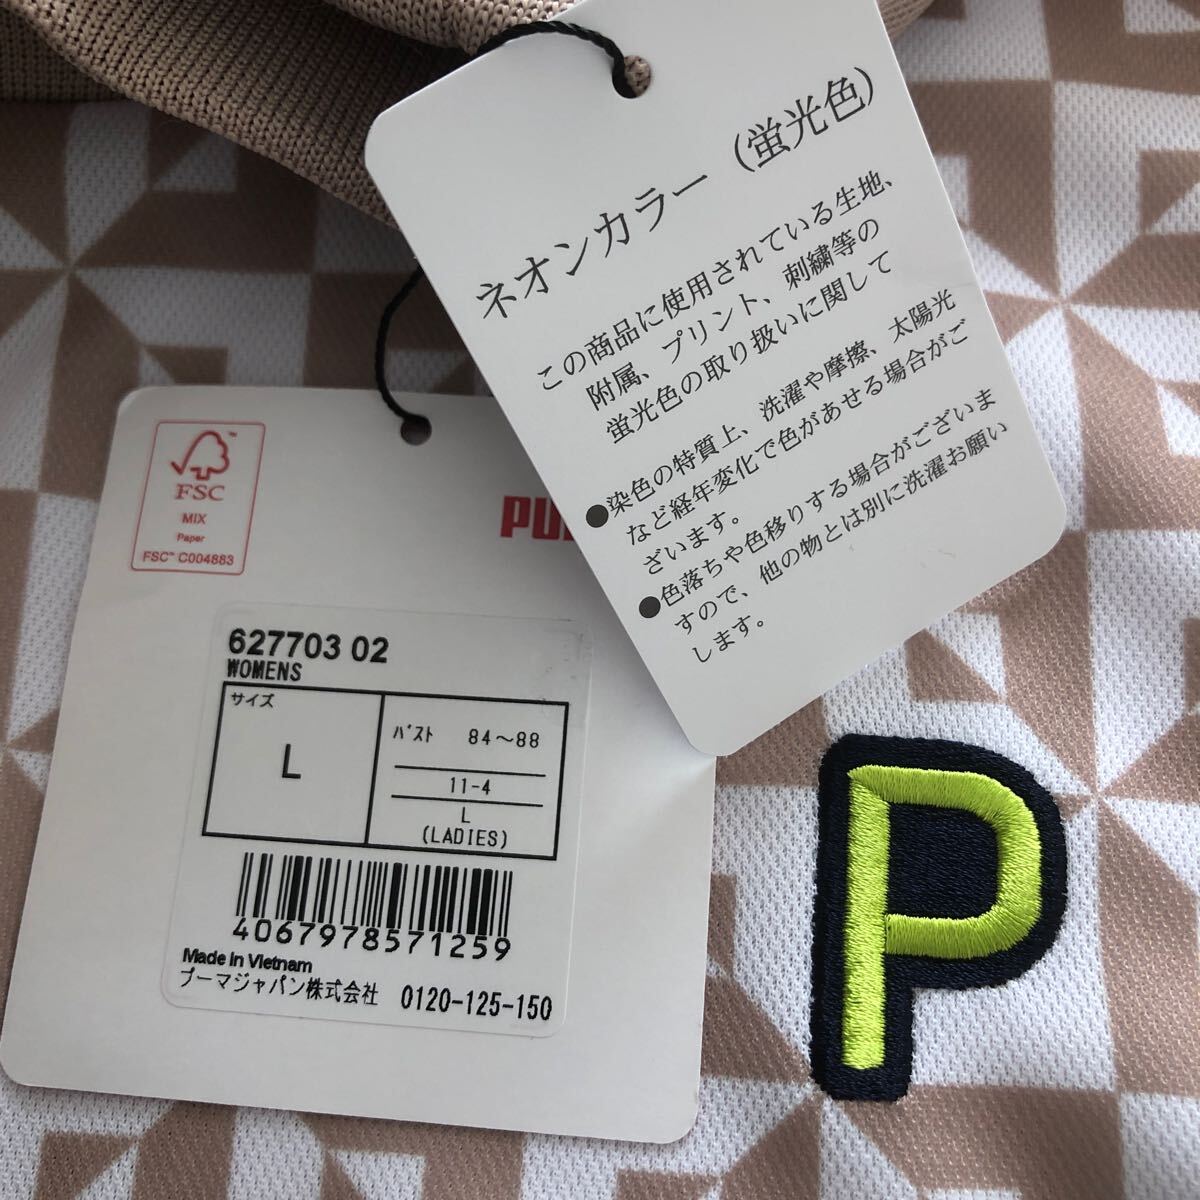 ネオンカラー（蛍光色）
この商品に使用されている生地、
附属、プリント、刺繍等の
蛍光色の取り扱いに関して
●染色の特質上、洗濯や摩擦、太陽光
など経年変化で色があせる場合がご
ざいます。
●色落ちや色移りする場合がございま
すので、他の物とは別に洗濯お願い
します。
FSC
MIX
Paper
FSC™ C004883
PU
627703 02
WOMENS
サイズ
L
ﾊﾞｽﾄ 84～88
11-4
L
(LADIES)
4067978571259
Made in Vietnam
プーマジャパン株式会社 0120-125-150
P